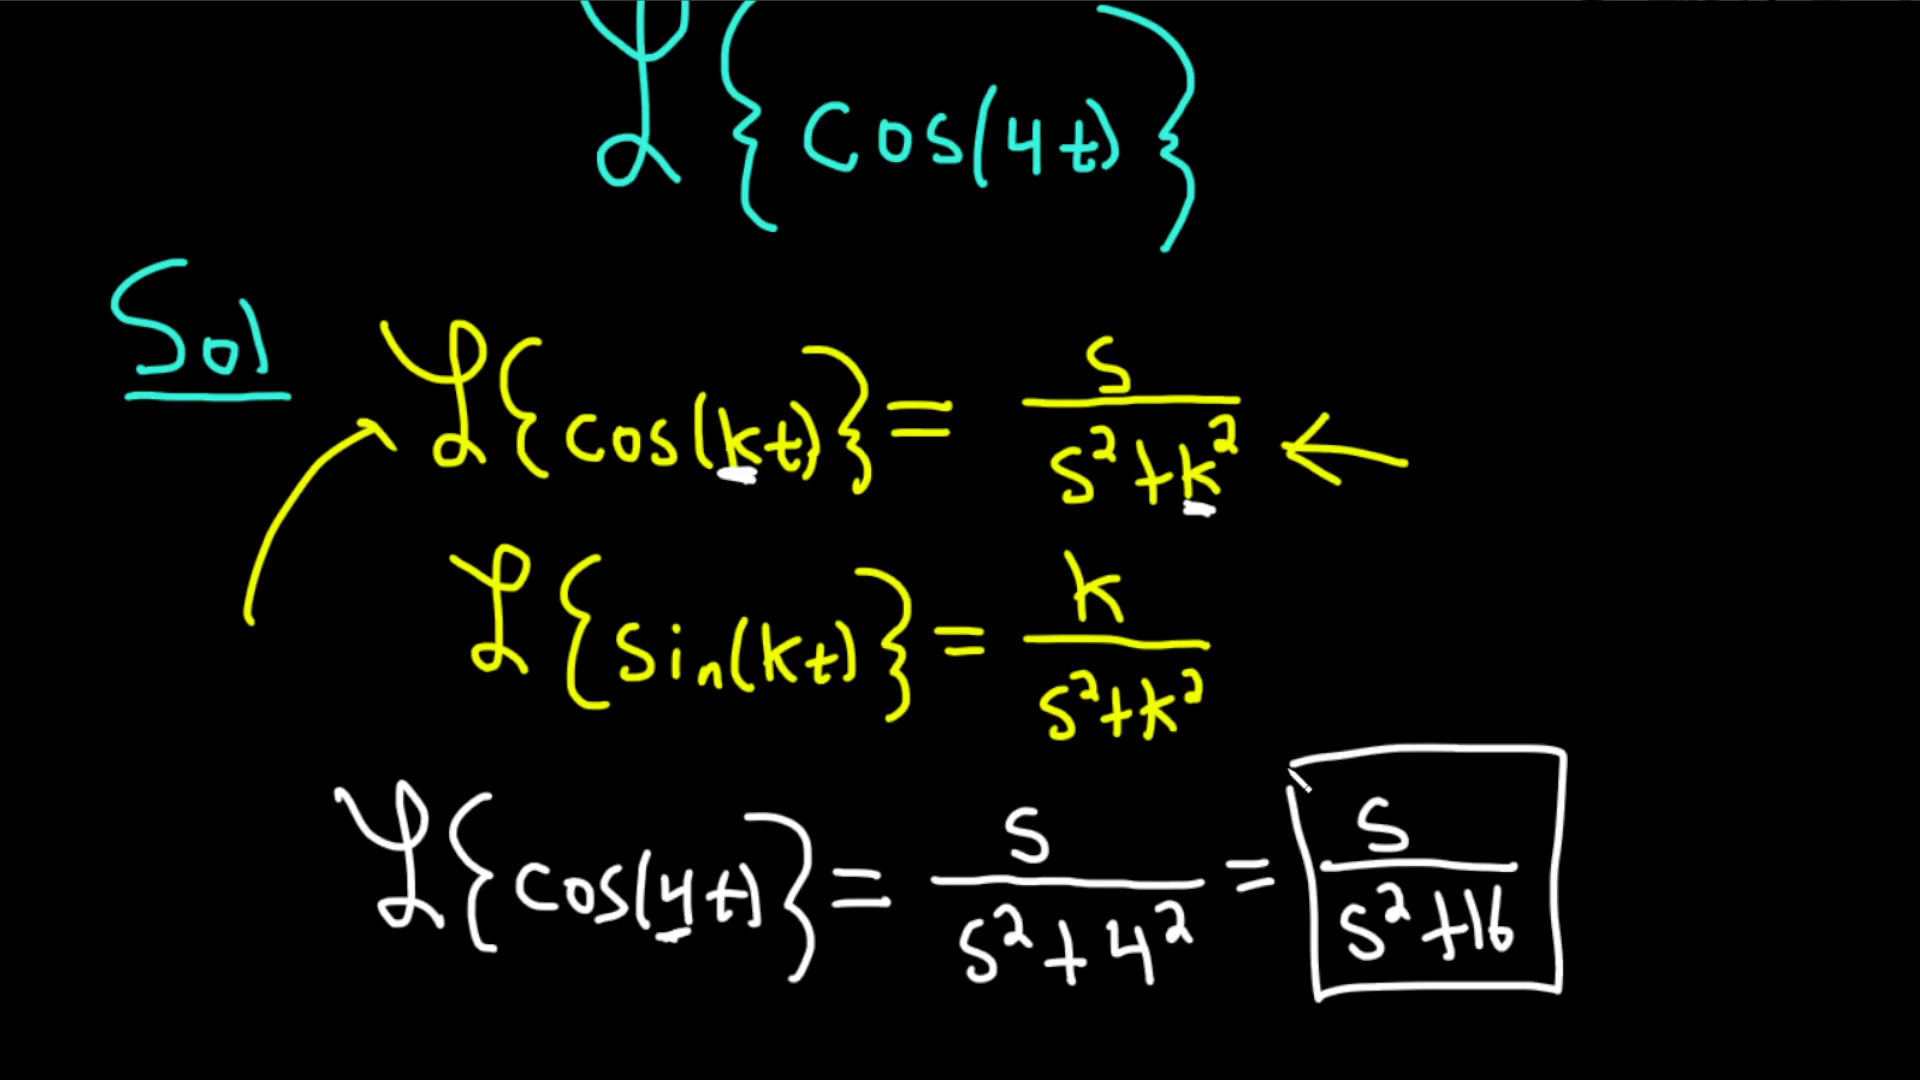 ℒ{cos(4t)}
Sol
ℒ{cos(kt)} = s/(s²+k²) ←
ℒ{sin(kt)} = k/(s²+k²)
ℒ{cos(4t)} = s/(s²+4²) = s/(s²+16)